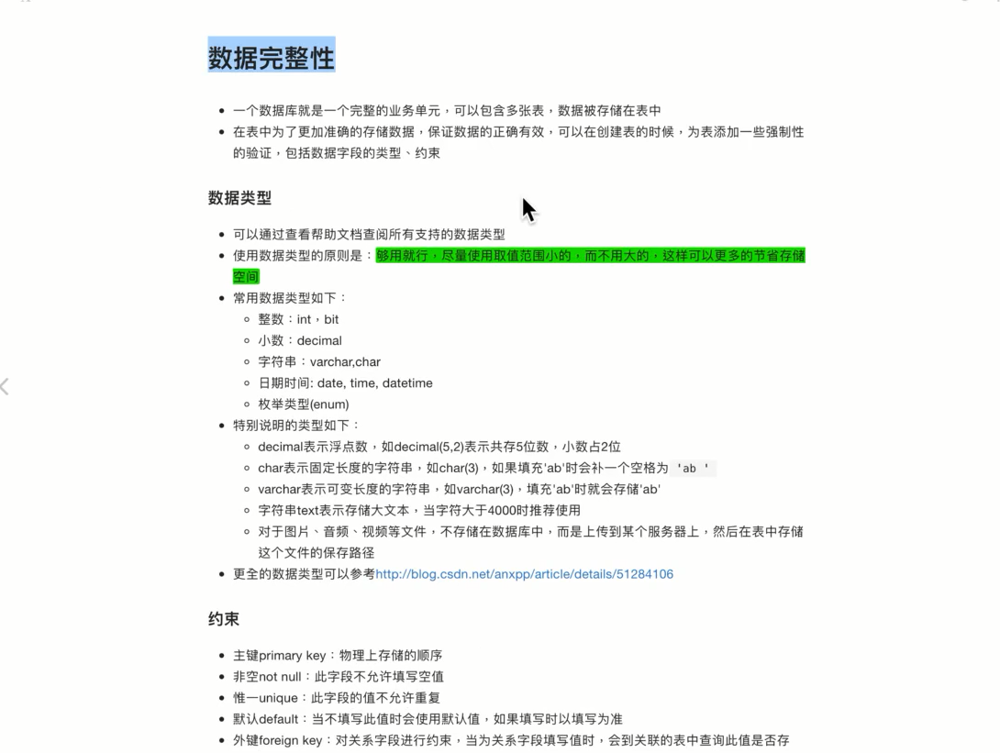 数据完整性
一个数据库就是一个完整的业务单元，可以包含多张表，数据被存储在表中
在表中为了更加准确的存储数据，保证数据的正确有效，可以在创建表的时候，为表添加一些强制性
的验证，包括数据字段的类型、约束
数据类型
可以通过查看帮助文档查阅所有支持的数据类型
使用数据类型的原则是：够用就行，尽量使用取值范围小的，而不用大的，这样可以更多的节省存储
空间
常用数据类型如下：
整数：int，bit
小数：decimal
字符串：varchar,char
日期时间: date, time, datetime
枚举类型(enum)
特别说明的类型如下：
decimal表示浮点数，如decimal(5,2)表示共存5位数，小数占2位
char表示固定长度的字符串，如char(3)，如果填充'ab'时会补一个空格为 'ab '
varchar表示可变长度的字符串，如varchar(3)，填充'ab'时就会存储'ab'
字符串text表示存储大文本，当字符大于4000时推荐使用
对于图片、音频、视频等文件，不存储在数据库中，而是上传到某个服务器上，然后在表中存储
这个文件的保存路径
更全的数据类型可以参考http://blog.csdn.net/anxpp/article/details/51284106
约束
主键primary key：物理上存储的顺序
非空not null：此字段不允许填写空值
惟一unique：此字段的值不允许重复
默认default：当不填写此值时会使用默认值，如果填写时以填写为准
外键foreign key：对关系字段进行约束，当为关系字段填写值时，会到关联的表中查询此值是否存